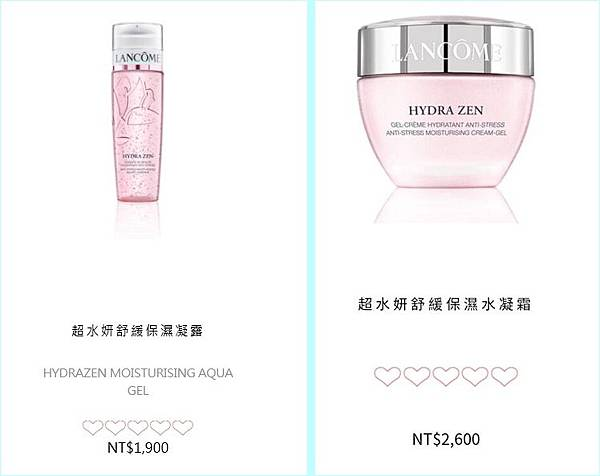 LANCÔME
HYDRA ZEN
超水妍舒緩保濕凝露
HYDRAZEN MOISTURISING AQUA
GEL
NT$1,900
LANCÔME
HYDRA ZEN
GEL-CRÈME HYDRATANT ANTI-STRESS
ANTI-STRESS MOISTURISING CREAM-GEL
超水妍舒緩保濕水凝霜
NT$2,600